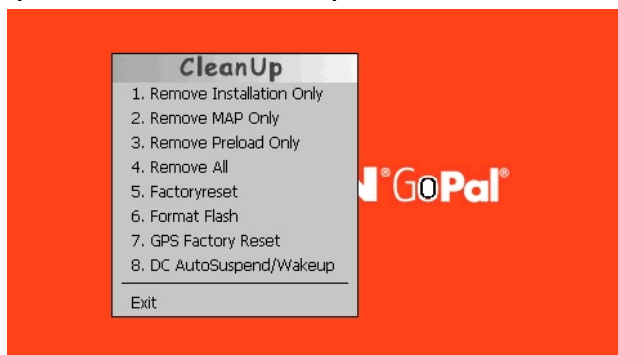 CleanUp
1. Remove Installation Only
2. Remove MAP Only
3. Remove Preload Only
4. Remove All
5. Factoryreset
6. Format Flash
7. GPS Factory Reset
8. DC AutoSuspend/Wakeup
Exit
N® GoPal®